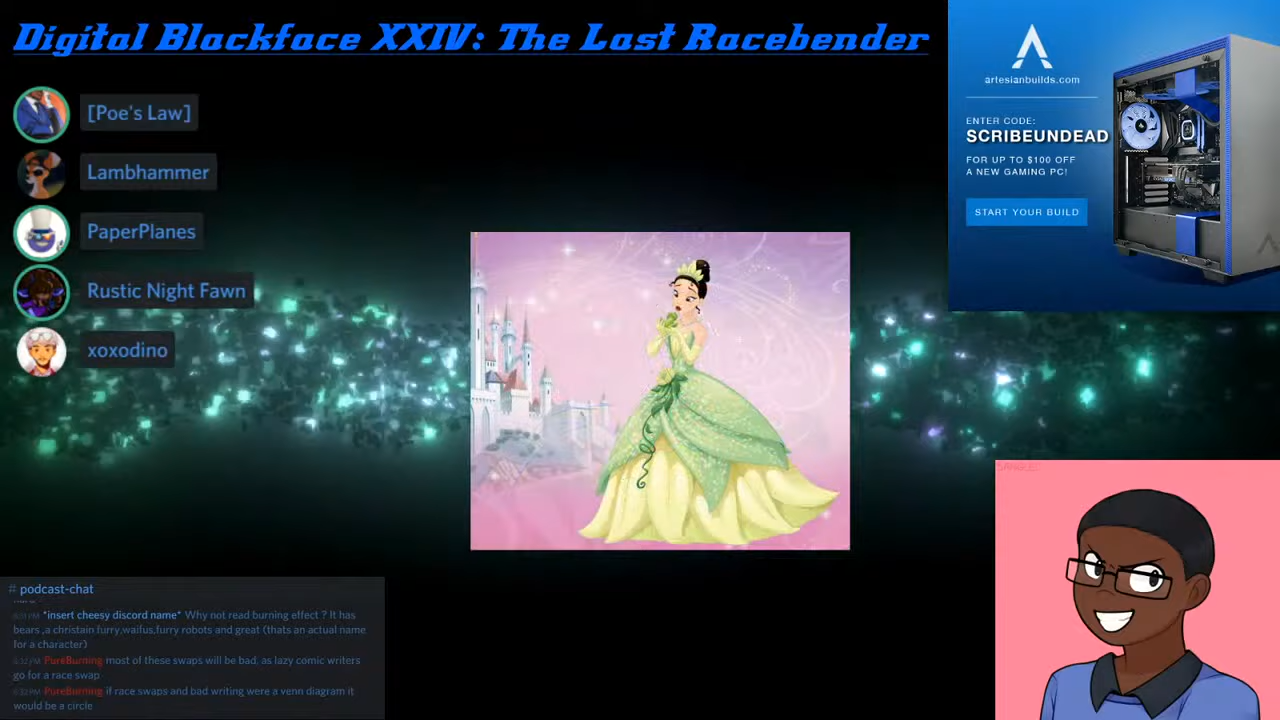 Digital Blackface XXIV: The Last Racebender
[Poe's Law]
Lambhammer
PaperPlanes
Rustic Night Fawn
xoxodino
artesianbuilds.com
ENTER CODE:
SCRIBEUNDEAD
FOR UP TO $100 OFF
A NEW GAMING PC!
START YOUR BUILD
# podcast-chat
*insert cheesy discord name* Why not read burning effect ? It has
bears ,a christain furry,waifus,furry robots and great (thats an actual name
for a character)
PureBurning most of these swaps will be bad, as lazy comic writers
go for a race swap
PureBurning if race swaps and bad writing were a venn diagram it
would be a circle